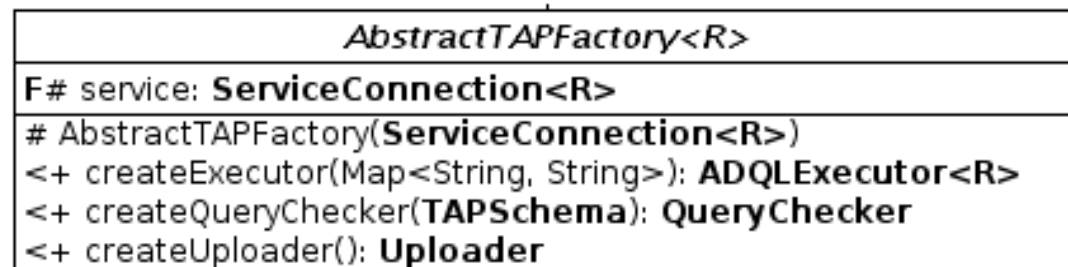 AbstractTAPFactory<R>
F# service: ServiceConnection<R>
# AbstractTAPFactory(ServiceConnection<R>)
<+ createExecutor(Map<String, String>): ADQLExecutor<R>
<+ createQueryChecker(TAPSchema): QueryChecker
<+ createUploader(): Uploader